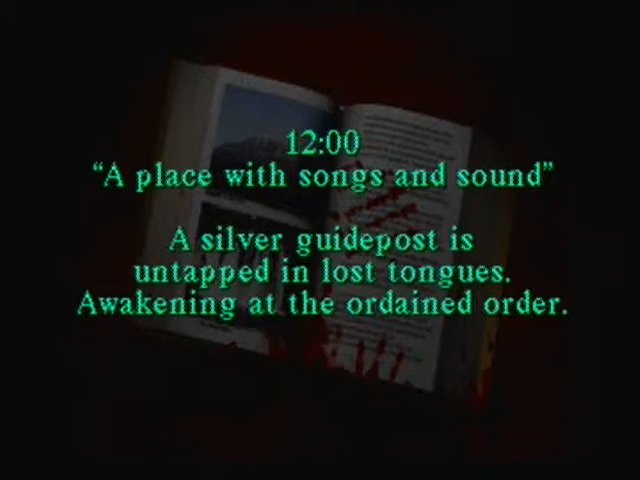 12:00
“A place with songs and sound”
A silver guidepost is
untapped in lost tongues.
Awakening at the ordained order.